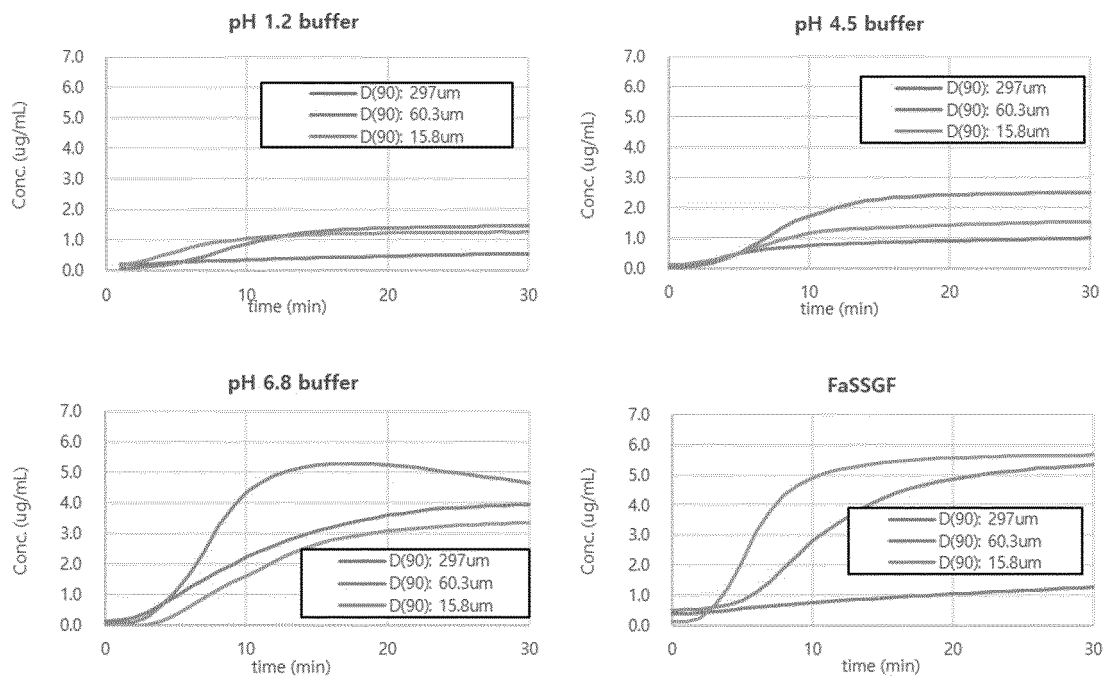 pH 1.2 buffer
7.0
6.0
5.0
4.0
3.0
2.0
1.0
0.0
Conc. (ug/mL)
D(90): 297um
D(90): 60.3um
D(90): 15.8um
0 10 20 30
time (min)
pH 4.5 buffer
7.0
6.0
5.0
4.0
3.0
2.0
1.0
0.0
Conc. (ug/mL)
D(90): 297um
D(90): 60.3um
D(90): 15.8um
0 10 20 30
time (min)
pH 6.8 buffer
7.0
6.0
5.0
4.0
3.0
2.0
1.0
0.0
Conc. (ug/mL)
D(90): 297um
D(90): 60.3um
D(90): 15.8um
0 10 20 30
time (min)
FaSSGF
7.0
6.0
5.0
4.0
3.0
2.0
1.0
0.0
Conc. (ug/mL)
D(90): 297um
D(90): 60.3um
D(90): 15.8um
0 10 20 30
time (min)